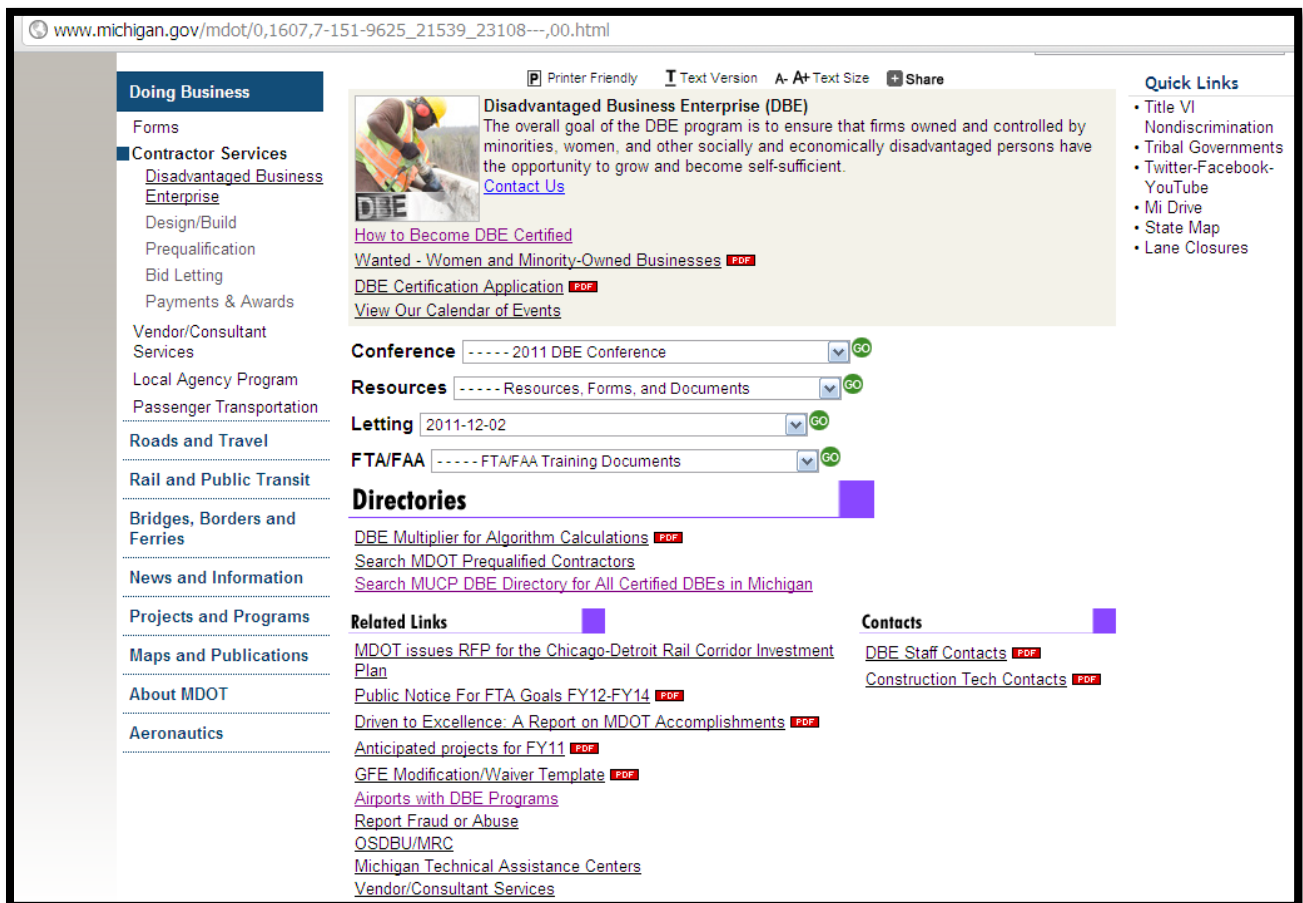 www.michigan.gov/mdot/0,1607,7-151-9625_21539_23108---,00.html
P Printer Friendly T Text Version A- A+ Text Size + Share
Doing Business
Forms
Contractor Services
Disadvantaged Business
Enterprise
Design/Build
Prequalification
Bid Letting
Payments & Awards
Vendor/Consultant
Services
Local Agency Program
Passenger Transportation
Roads and Travel
Rail and Public Transit
Bridges, Borders and
Ferries
News and Information
Projects and Programs
Maps and Publications
About MDOT
Aeronautics
Disadvantaged Business Enterprise (DBE)
The overall goal of the DBE program is to ensure that firms owned and controlled by
minorities, women, and other socially and economically disadvantaged persons have
the opportunity to grow and become self-sufficient.
Contact Us
DBE
How to Become DBE Certified
Wanted - Women and Minority-Owned Businesses PDF
DBE Certification Application PDF
View Our Calendar of Events
Conference - - - - - 2011 DBE Conference GO
Resources - - - - - Resources, Forms, and Documents GO
Letting 2011-12-02 GO
FTA/FAA - - - - - FTA/FAA Training Documents GO
Directories
DBE Multiplier for Algorithm Calculations PDF
Search MDOT Prequalified Contractors
Search MUCP DBE Directory for All Certified DBEs in Michigan
Related Links
MDOT issues RFP for the Chicago-Detroit Rail Corridor Investment
Plan
Public Notice For FTA Goals FY12-FY14 PDF
Driven to Excellence: A Report on MDOT Accomplishments PDF
Anticipated projects for FY11 PDF
GFE Modification/Waiver Template PDF
Airports with DBE Programs
Report Fraud or Abuse
OSDBU/MRC
Michigan Technical Assistance Centers
Vendor/Consultant Services
Contacts
DBE Staff Contacts PDF
Construction Tech Contacts PDF
Quick Links
• Title VI
Nondiscrimination
• Tribal Governments
• Twitter-Facebook-
YouTube
• Mi Drive
• State Map
• Lane Closures